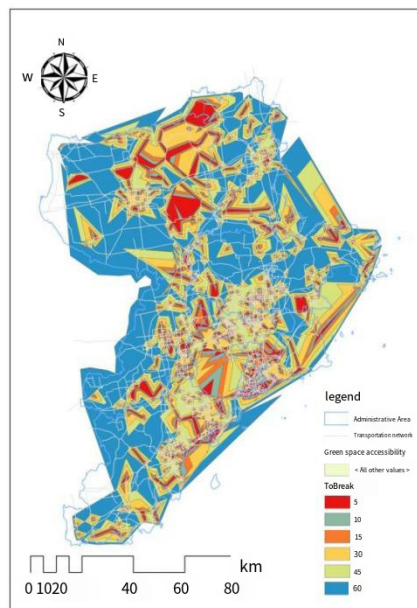 N
W E
S
legend
Administrative Area
Transportation network
Green space accessibility
< All other values >
ToBreak
5
10
15
30
45
60
km
0 1020 40 60 80